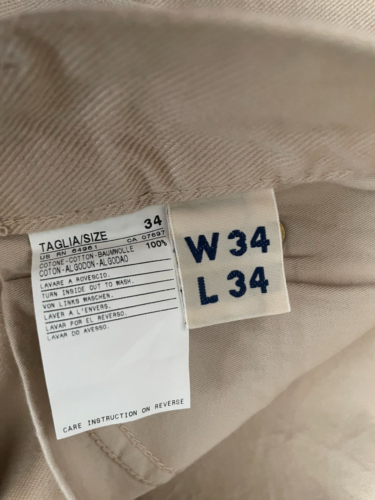 TAGLIA/SIZE 34
US RN 64961 CA 07697
COTONE-COTTON-BAUMWOLLE 100%
COTON-ALGODON-ALGODAO
LAVARE A ROVESCIO.
TURN INSIDE OUT TO WASH.
VON LINKS WASCHEN.
LAVER A L'ENVERS.
LAVAR POR EL REVERSO.
LAVAR DO AVESSO.
CARE INSTRUCTION ON REVERSE
W 34
L 34